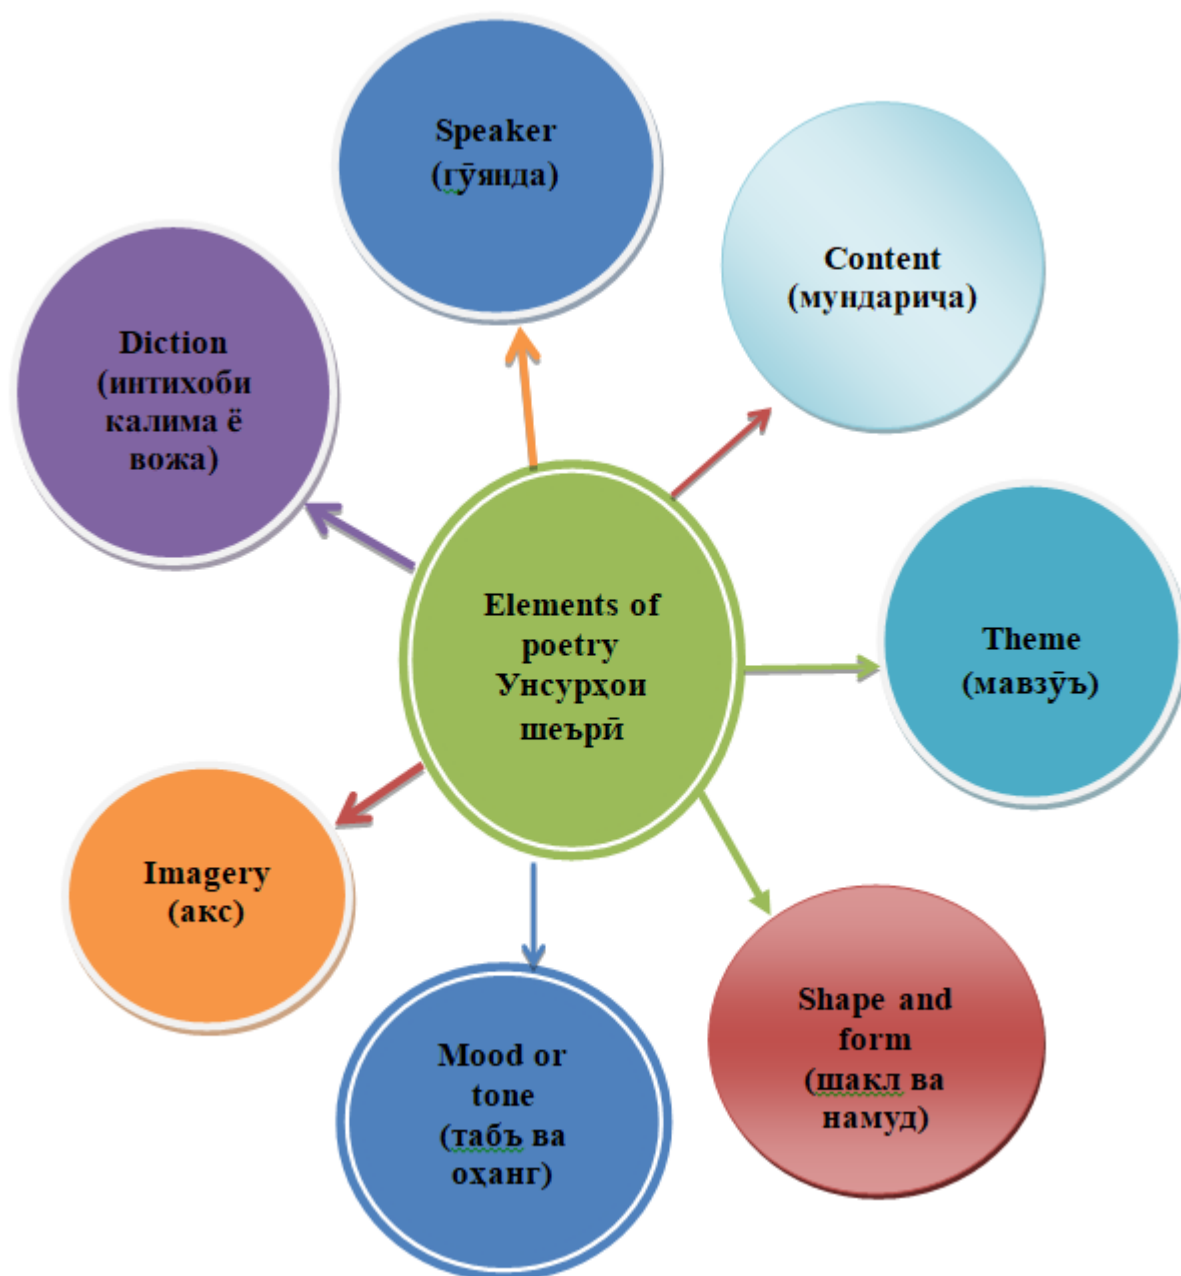 Speaker
(гӯянда)
Content
(мундариҷа)
Diction
(интихоби
калима ё
вожа)
Elements of
poetry
Унсурҳои
шеърӣ
Theme
(мавзӯъ)
Imagery
(акс)
Shape and
form
(шакл ва
намуд)
Mood or
tone
(табъ ва
оҳанг)